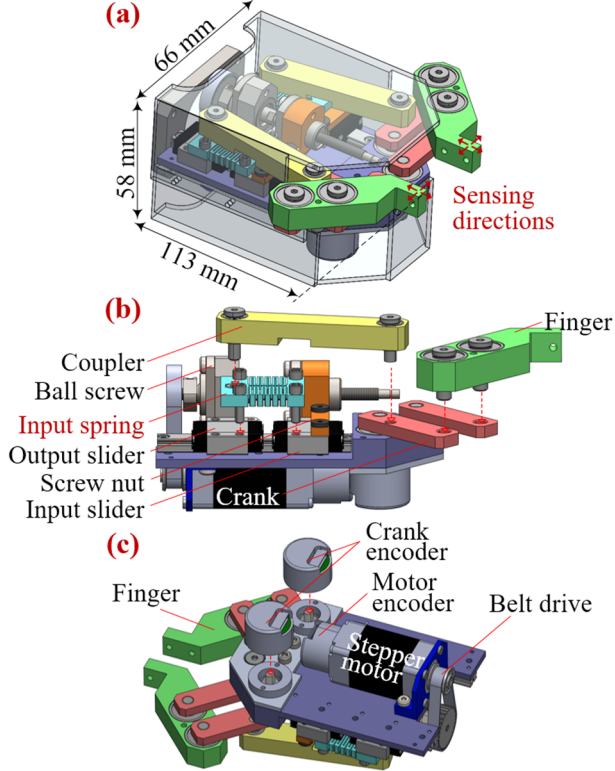 (a)
66 mm
58 mm
113 mm
Sensing
directions
(b)
Finger
Coupler
Ball screw
Input spring
Output slider
Screw nut
Input slider
Crank
(c)
Crank
encoder
Motor
encoder
Finger
Belt drive
Stepper
motor